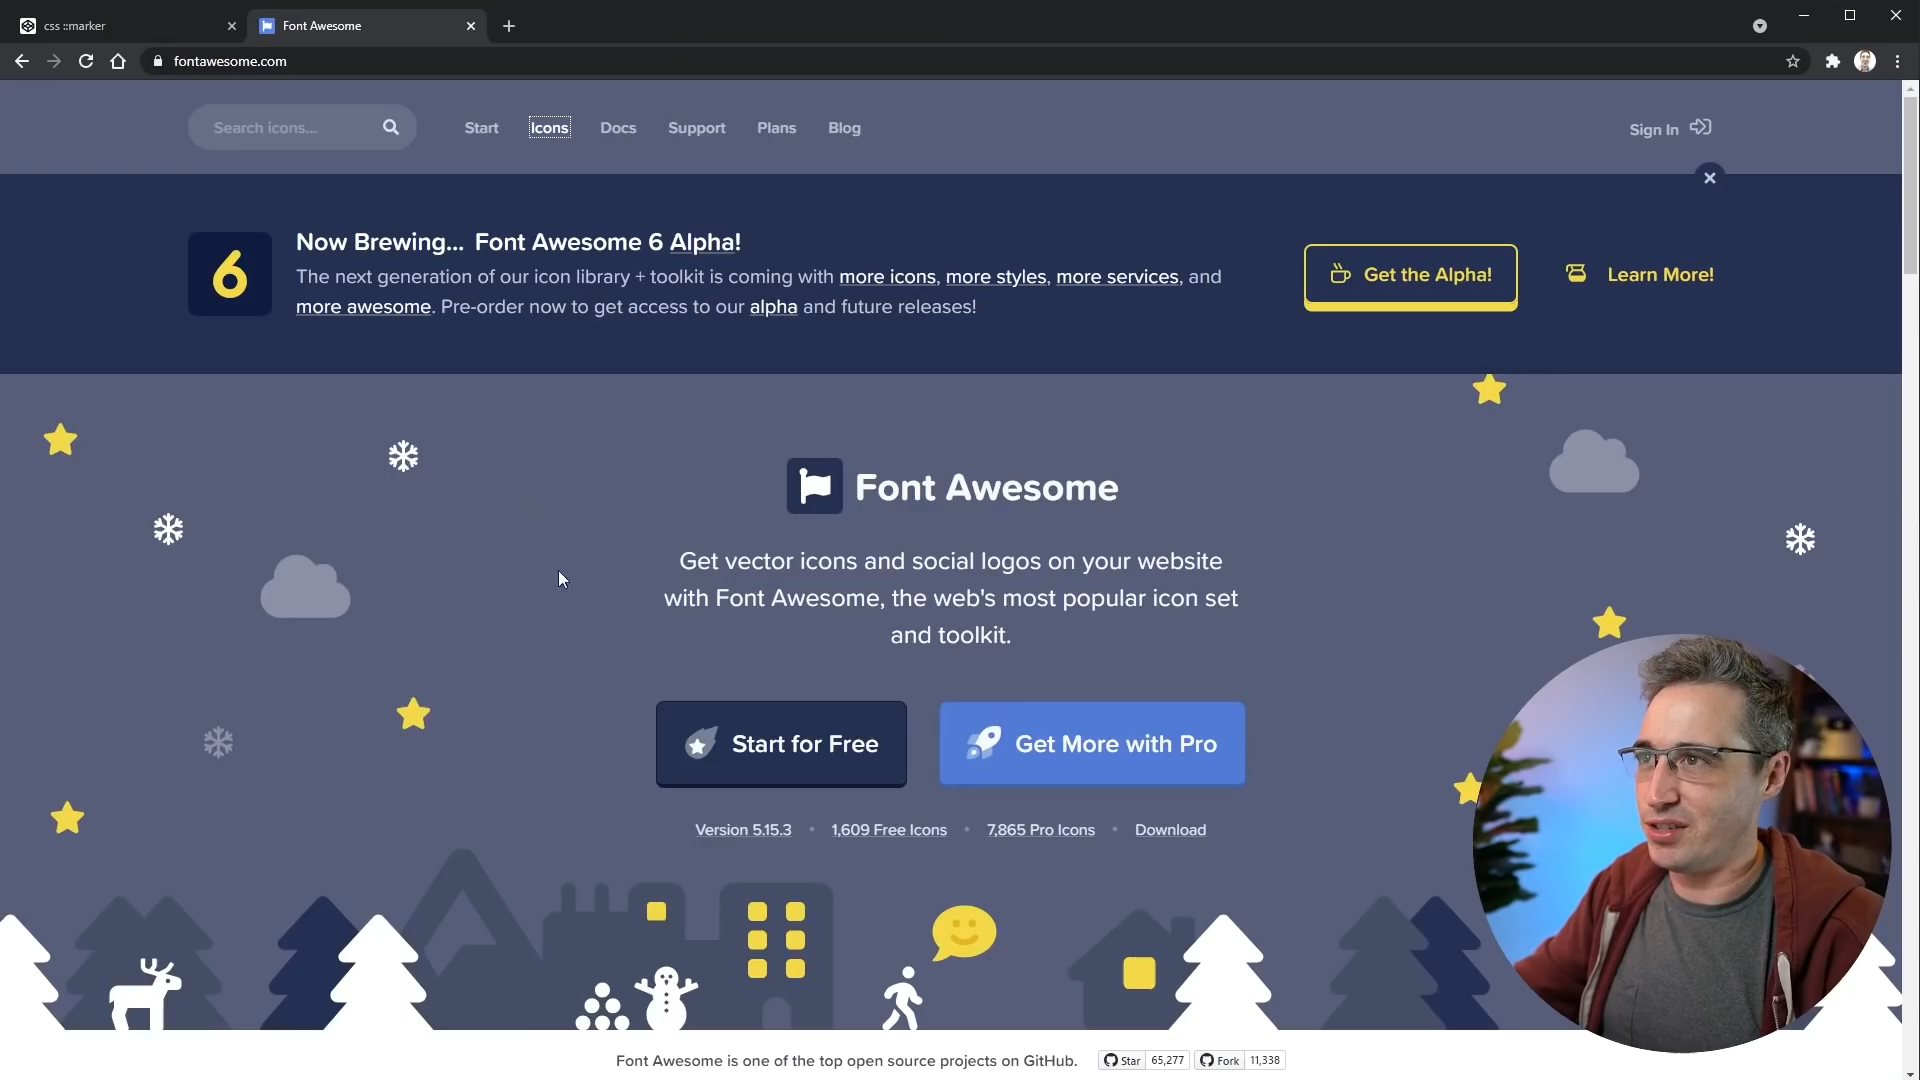 css ::marker
Font Awesome
fontawesome.com
Search icons...
Start
Icons
Docs
Support
Plans
Blog
Sign In
6
Now Brewing... Font Awesome 6 Alpha!
The next generation of our icon library + toolkit is coming with more icons, more styles, more services, and
more awesome. Pre-order now to get access to our alpha and future releases!
Get the Alpha!
Learn More!
Font Awesome
Get vector icons and social logos on your website
with Font Awesome, the web's most popular icon set
and toolkit.
Start for Free
Get More with Pro
Version 5.15.3 • 1,609 Free Icons • 7,865 Pro Icons • Download
Font Awesome is one of the top open source projects on GitHub.
Star 65,277
Fork 11,338